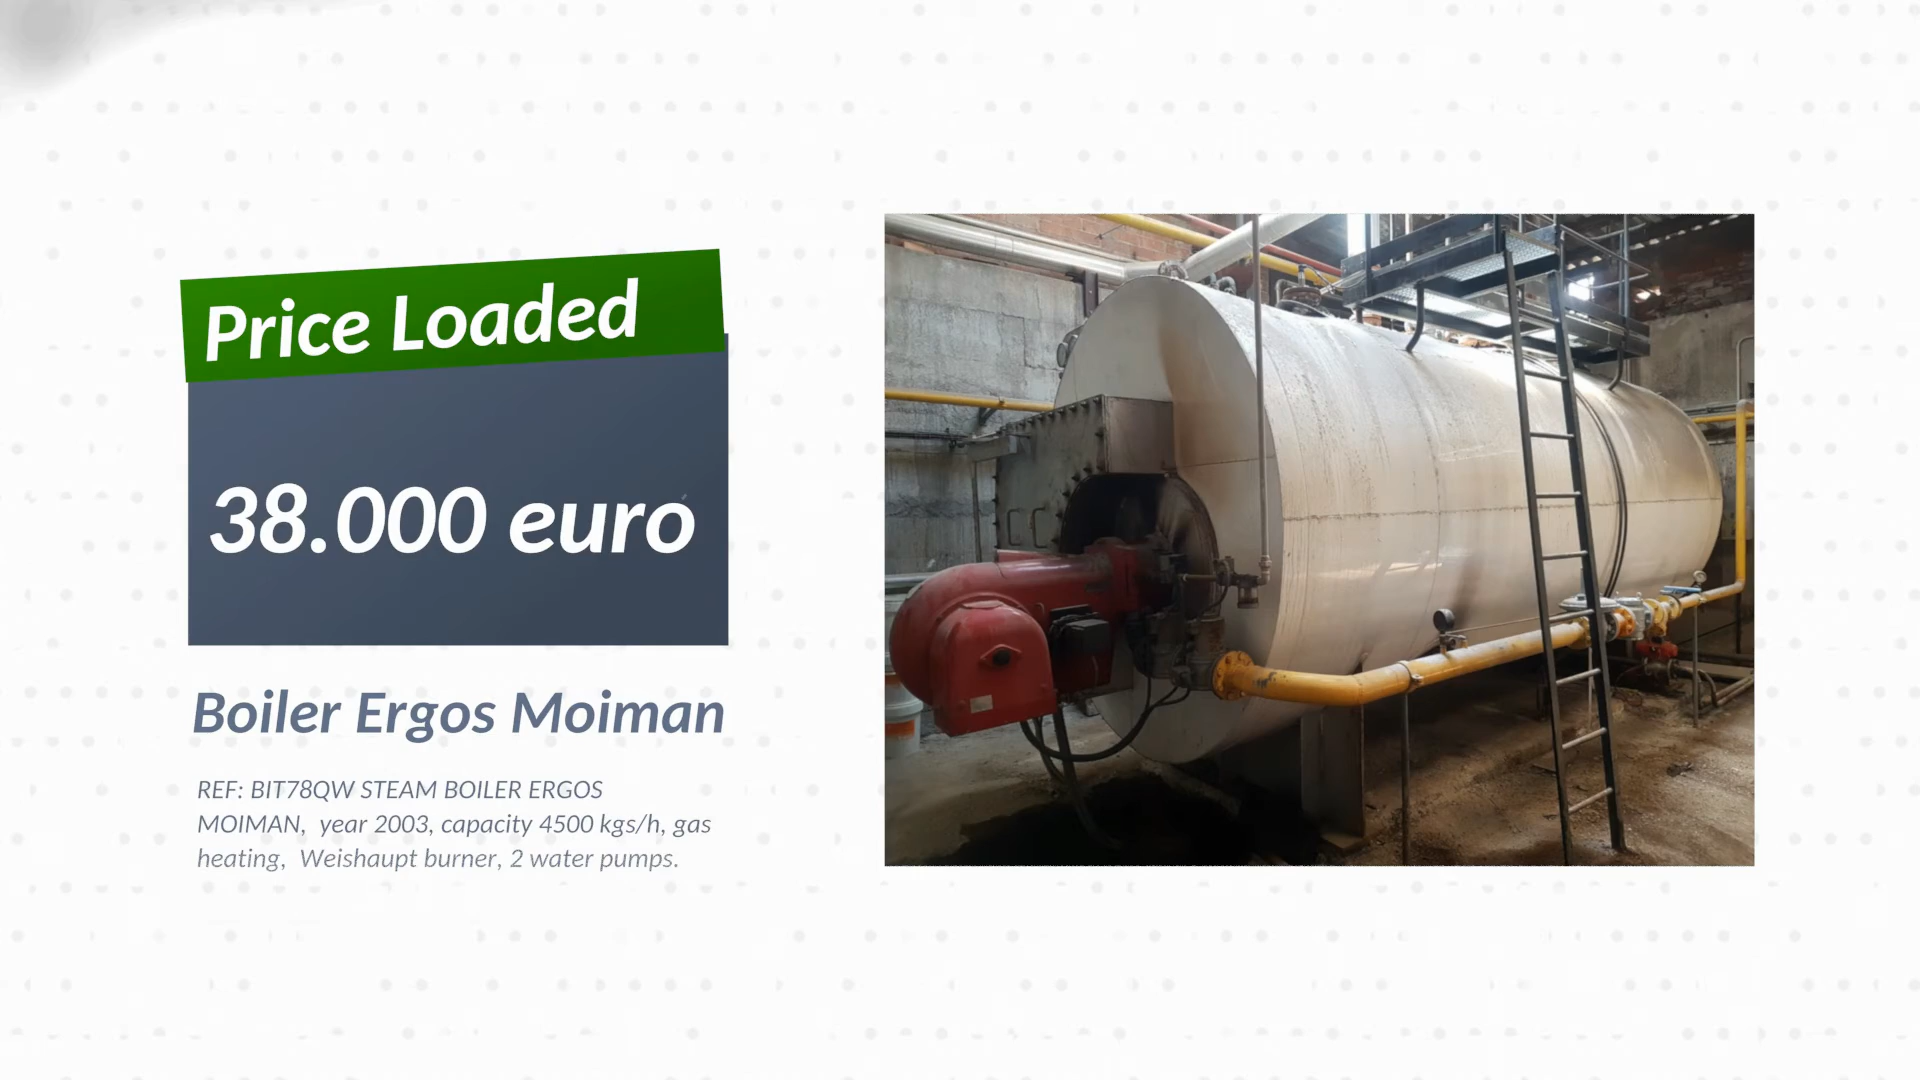 Price Loaded
38.000 euro
Boiler Ergos Moiman
REF: BIT78QW STEAM BOILER ERGOS
MOIMAN,  year 2003, capacity 4500 kgs/h, gas
heating,  Weishaupt burner, 2 water pumps.